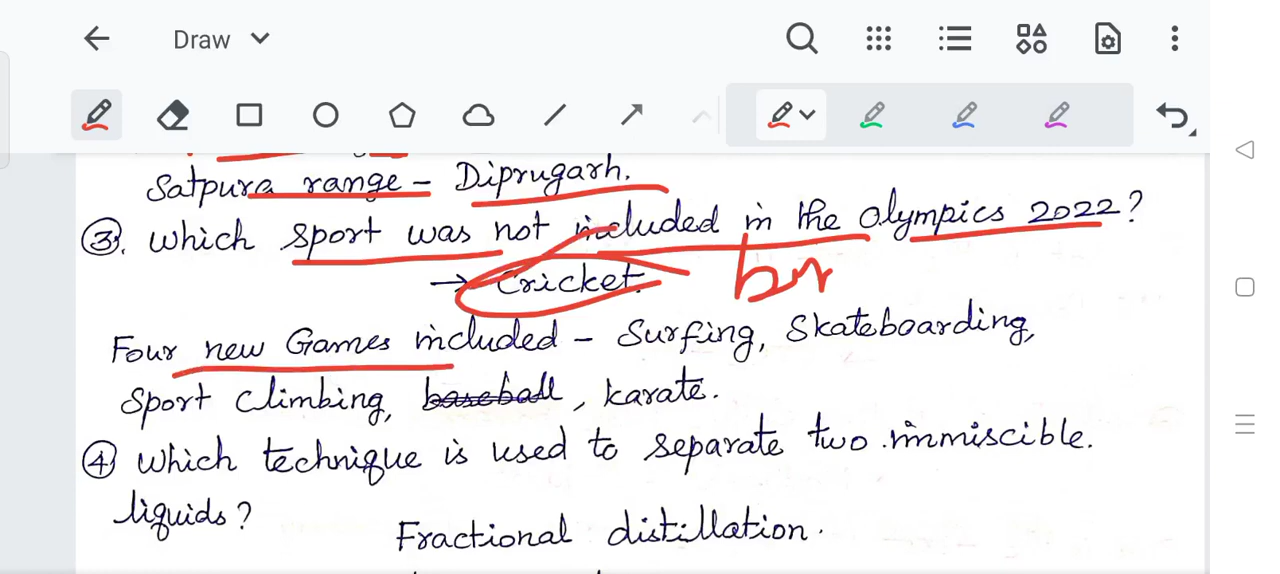 Draw
Satpura range - Diprugarh.
③. Which sport was not included in the Olympics 2022?
→ Cricket.
Four new Games included - Surfing, Skateboarding,
Sport climbing, baseball, karate.
④ Which technique is used to separate two immiscible.
liquids?
Fractional distillation.